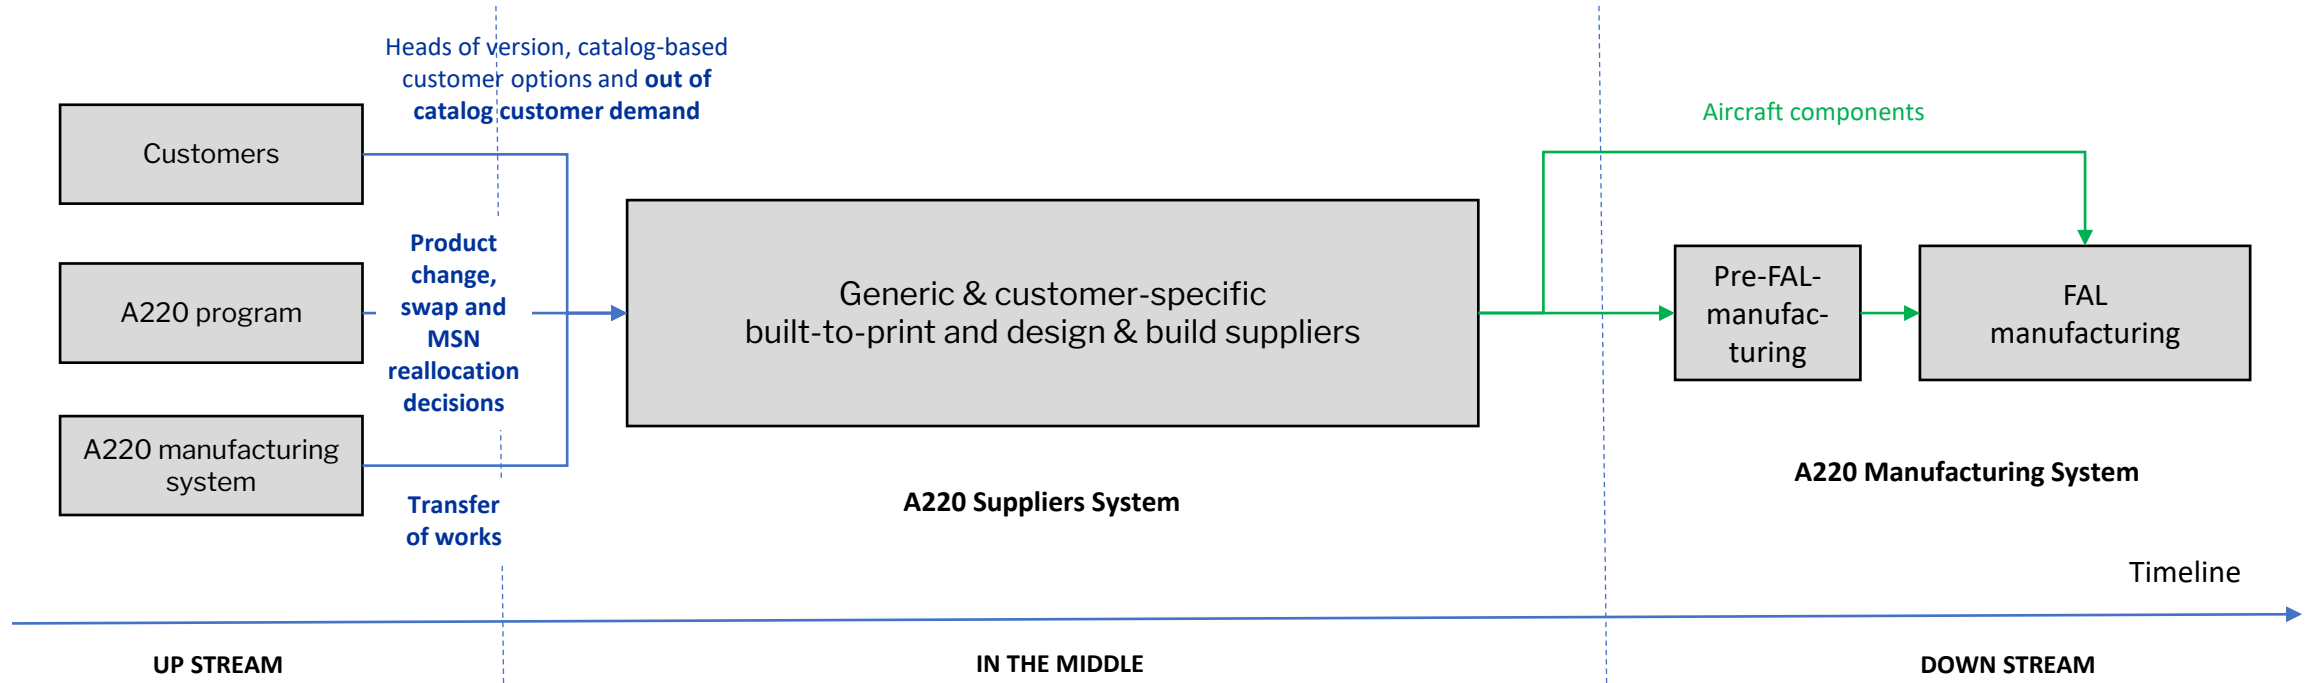 Heads of version, catalog-based
customer options and out of
catalog customer demand
Customers
A220 program
A220 manufacturing
system
Product
change,
swap and
MSN
reallocation
decisions
Transfer
of works
Generic & customer-specific
built-to-print and design & build suppliers
A220 Suppliers System
Aircraft components
Pre-FAL-
manufac-
turing
FAL
manufacturing
A220 Manufacturing System
Timeline
UP STREAM
IN THE MIDDLE
DOWN STREAM